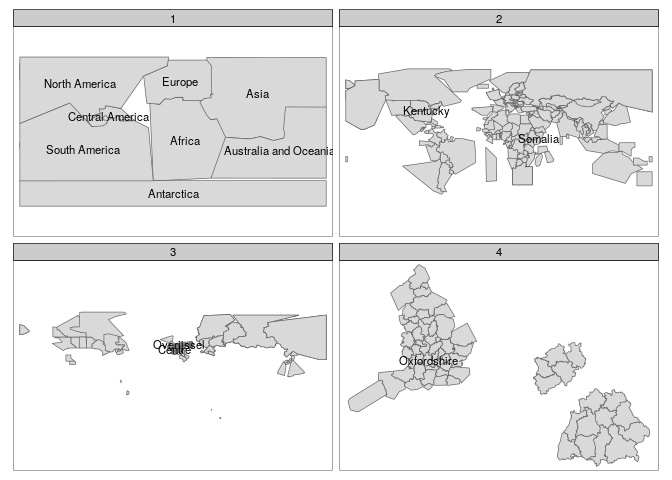 1
2
North America
Europe
Asia
Central America
South America
Africa
Australia and Oceania
Antarctica
Kentucky
Somalia
3
4
Overijssel
Centre
Oxfordshire